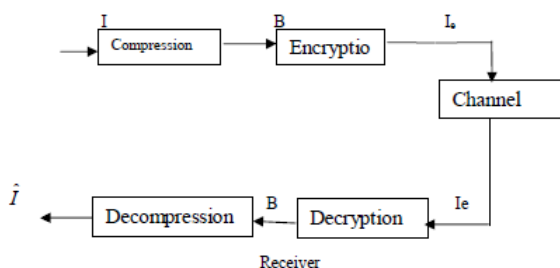 I
B
Iₑ
Compression
Encryptio
Channel
Î
Decompression
B
Decryption
Ie
Receiver